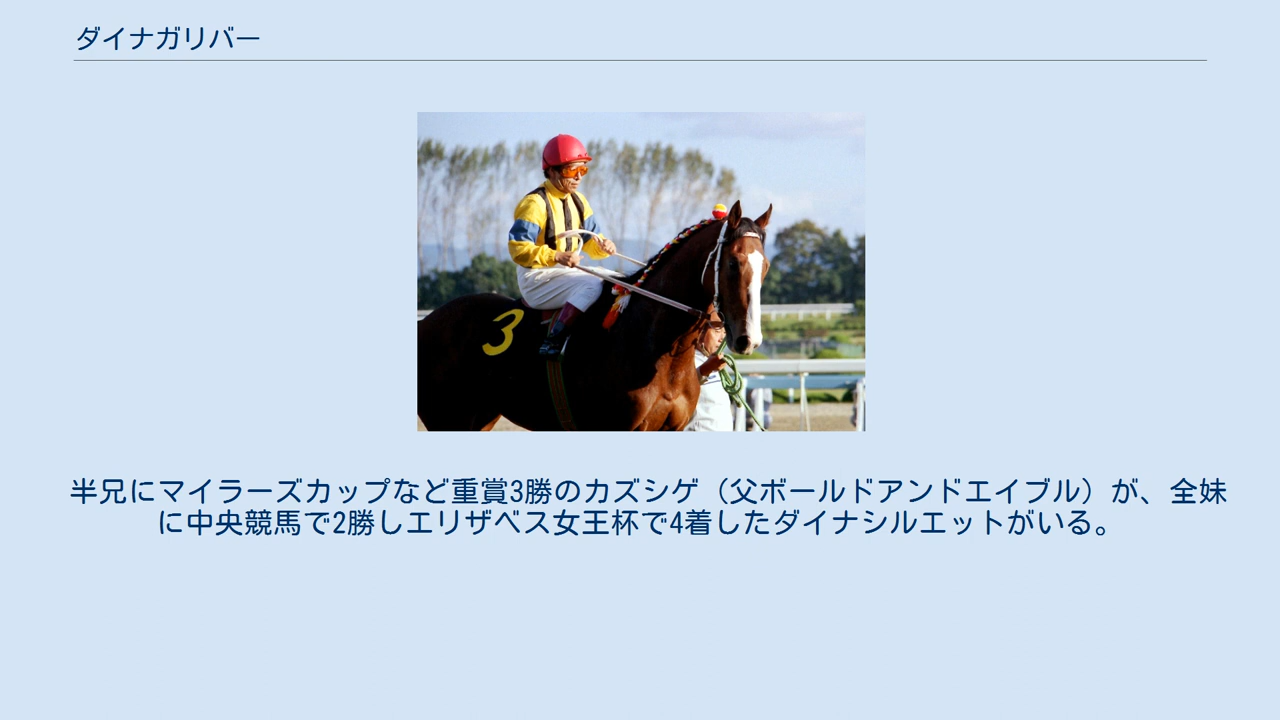 ダイナガリバー
3
半兄にマイラーズカップなど重賞3勝のカズシゲ（父ボールドアンドエイブル）が、全妹
に中央競馬で2勝しエリザベス女王杯で4着したダイナシルエットがいる。